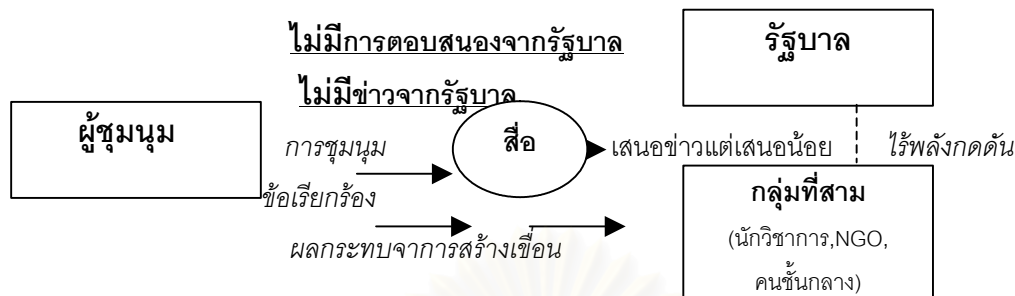 ไม่มีการตอบสนองจากรัฐบาล
ไม่มีข่าวจากรัฐบาล
รัฐบาล
ผู้ชุมนุม
การชุมนุม
ข้อเรียกร้อง
ผลกระทบจาการสร้างเขื่อน
สื่อ
เสนอข่าวแต่เสนอน้อย
ไร้พลังกดดัน
กลุ่มที่สาม
(นักวิชาการ,NGO,
คนชั้นกลาง)